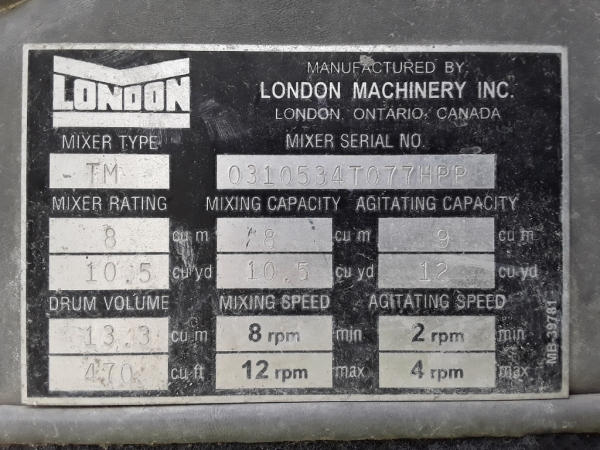 LONDON
MANUFACTURED BY:
LONDON MACHINERY INC.
LONDON, ONTARIO, CANADA
MIXER TYPE MIXER SERIAL NO.
TM 0310534T077HPP
MIXER RATING MIXING CAPACITY AGITATING CAPACITY
8 cu m 8 cu m 9 cu m
10.5 cu yd 10.5 cu yd 12 cu yd
DRUM VOLUME MIXING SPEED AGITATING SPEED
13.3 cu m 8 rpm min 2 rpm min
470 cu ft 12 rpm max 4 rpm max
MB-39781